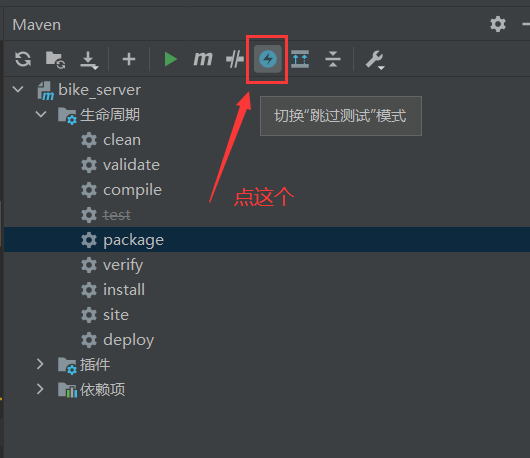 Maven
m
bike_server
生命周期
切换"跳过测试"模式
clean
validate
compile
点这个
test
package
verify
install
site
deploy
插件
依赖项